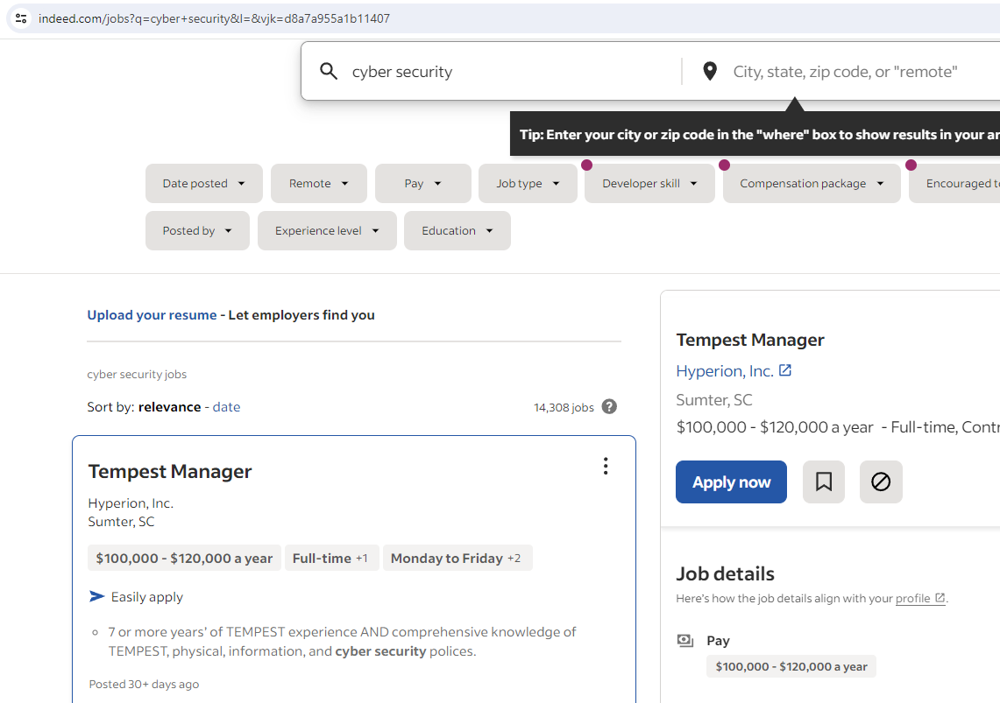 indeed.com/jobs?q=cyber+security&l=&vjk=d8a7a955a1b11407
cyber security
City, state, zip code, or "remote"
Tip: Enter your city or zip code in the "where" box to show results in your
Date posted
Remote
Pay
Job type
Developer skill
Compensation package
Encouraged
Posted by
Experience level
Education
Upload your resume - Let employers find you
cyber security jobs
Sort by: relevance - date
14,308 jobs
Tempest Manager
Hyperion, Inc.
Sumter, SC
$100,000 - $120,000 a year
Full-time +1
Monday to Friday +2
Easily apply
7 or more years' of TEMPEST experience AND comprehensive knowledge of
TEMPEST, physical, information, and cyber security polices.
Posted 30+ days ago
Tempest Manager
Hyperion, Inc.
Sumter, SC
$100,000 - $120,000 a year - Full-time,
Apply now
Job details
Here's how the job details align with your profile.
Pay
$100,000 - $120,000 a year